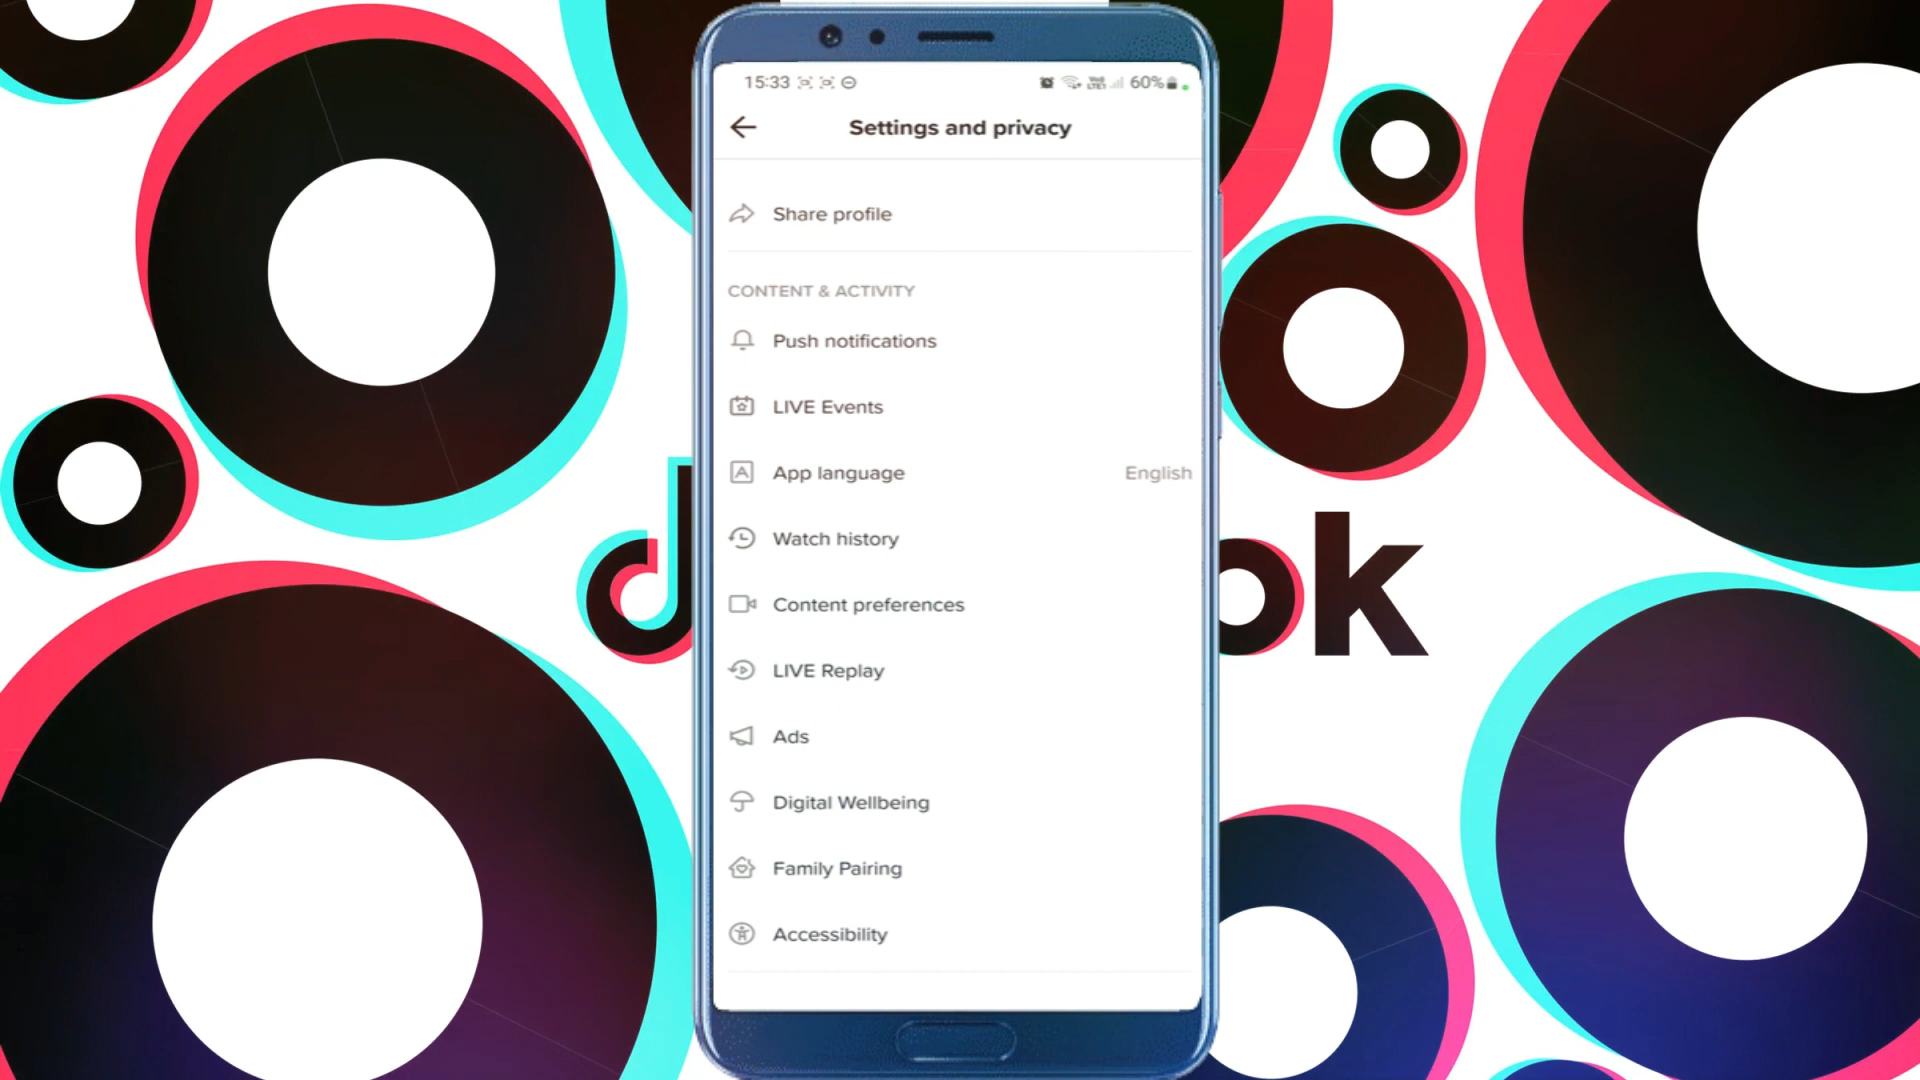 15:33 60%
Settings and privacy
Share profile
CONTENT & ACTIVITY
Push notifications
LIVE Events
App language English
Watch history
Content preferences
LIVE Replay
Ads
Digital Wellbeing
Family Pairing
Accessibility
ok